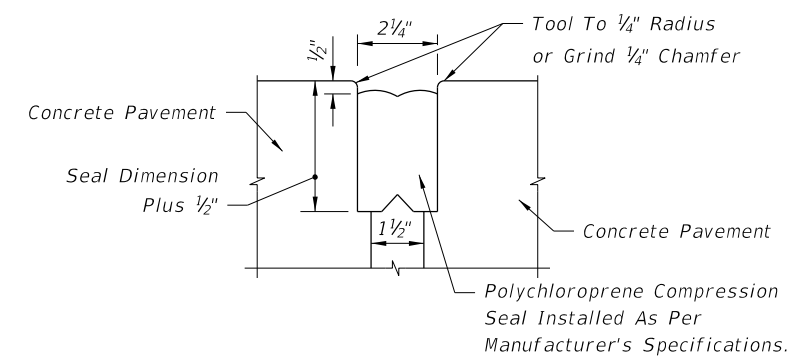 2¼"
½"
Tool To ¼" Radius
or Grind ¼" Chamfer
Concrete Pavement
Seal Dimension
Plus ½"
1½"
Concrete Pavement
Polychloroprene Compression
Seal Installed As Per
Manufacturer's Specifications.